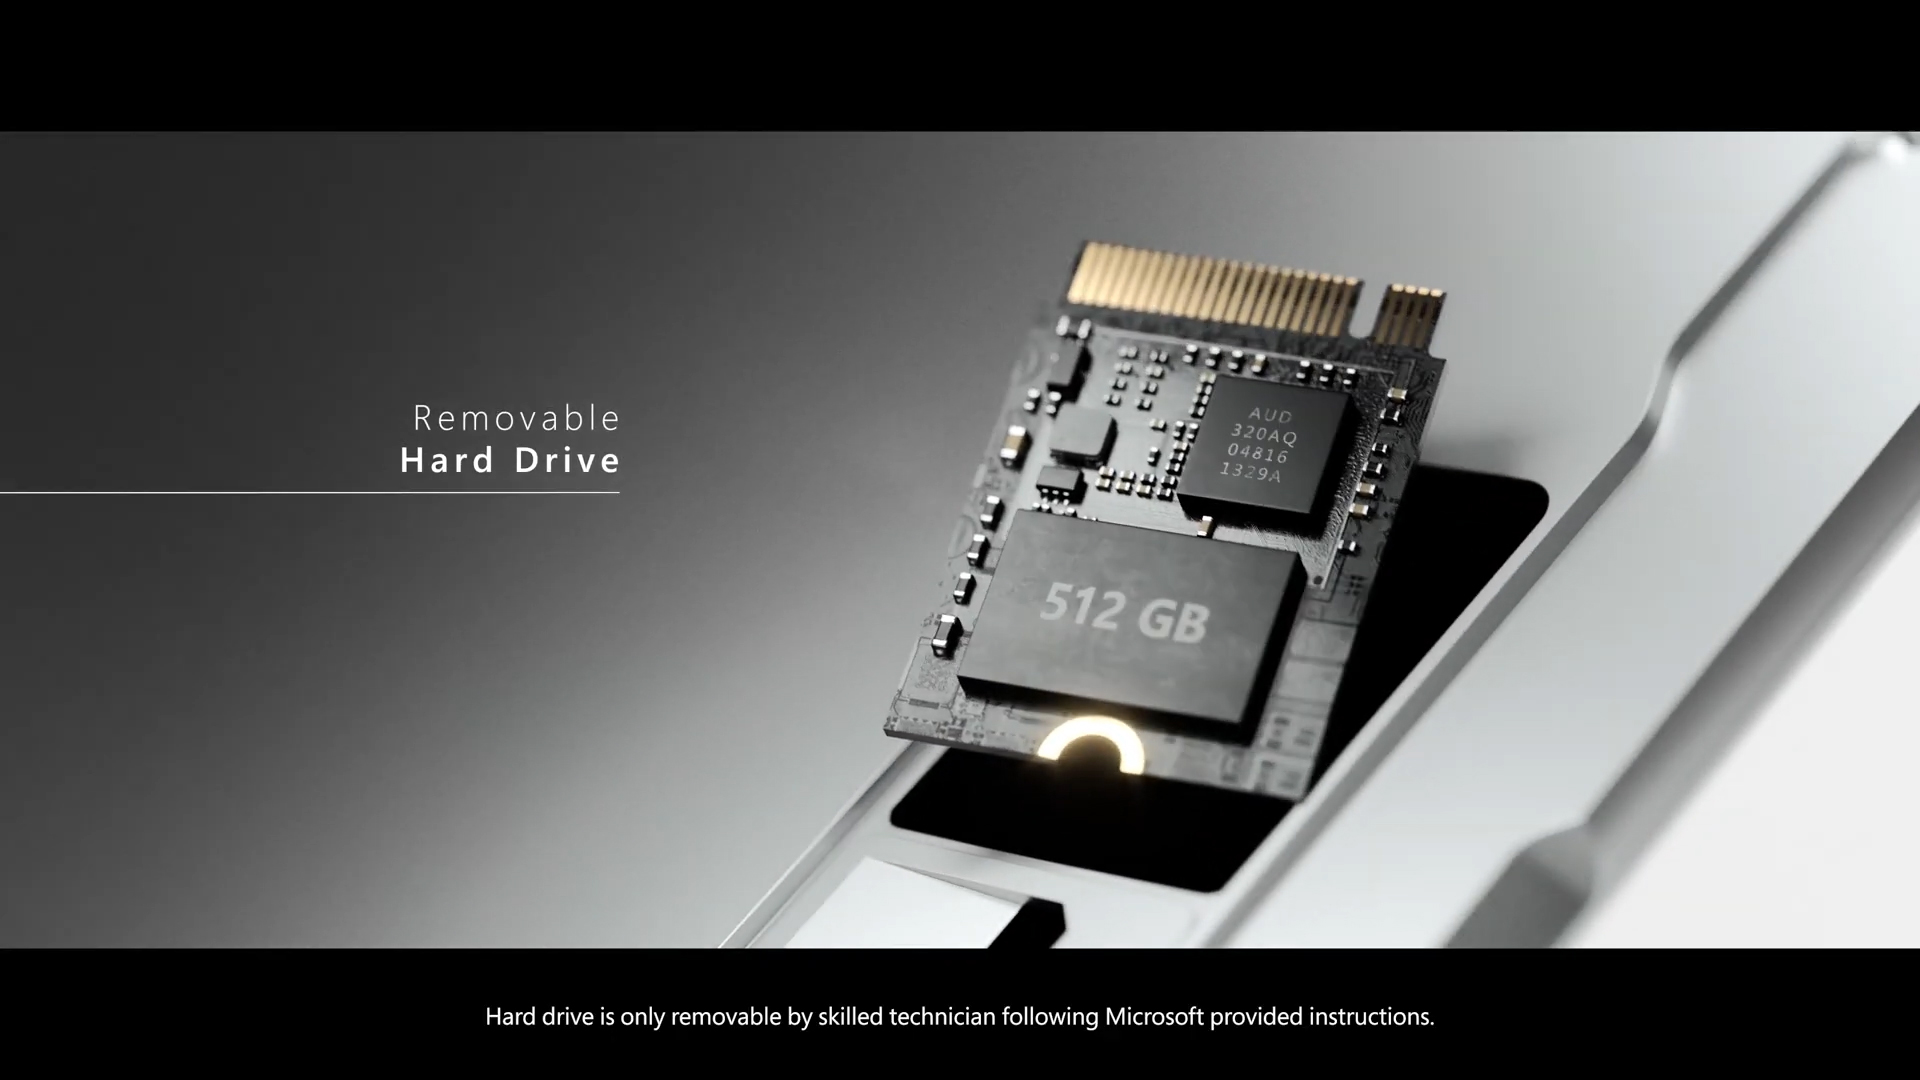 Removable
Hard Drive
AUD
320AQ
04816
1329A
512 GB
Hard drive is only removable by skilled technician following Microsoft provided instructions.